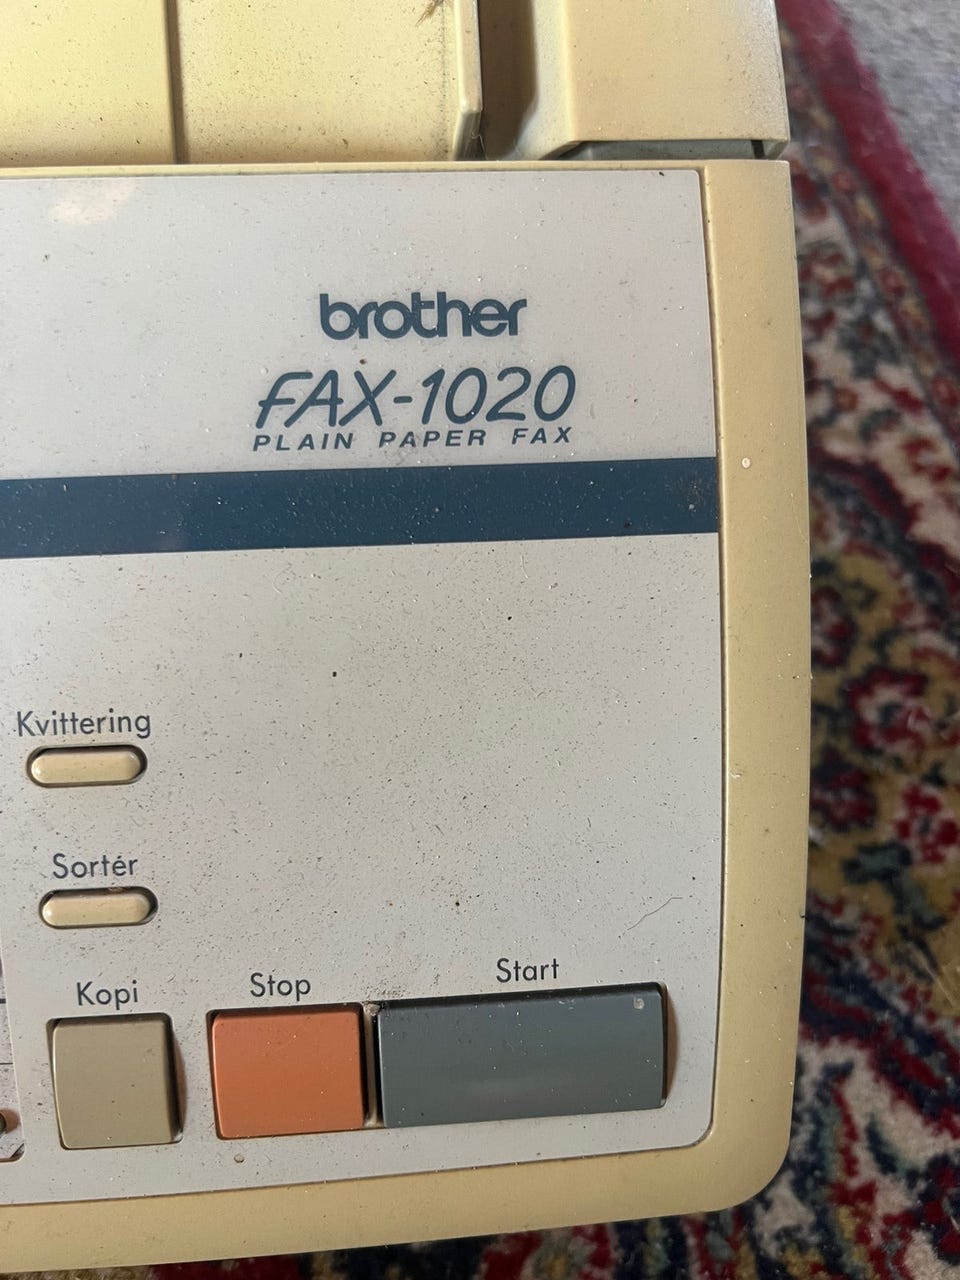 brother
FAX-1020
PLAIN PAPER FAX
Kvittering
Sortér
Kopi
Stop
Start